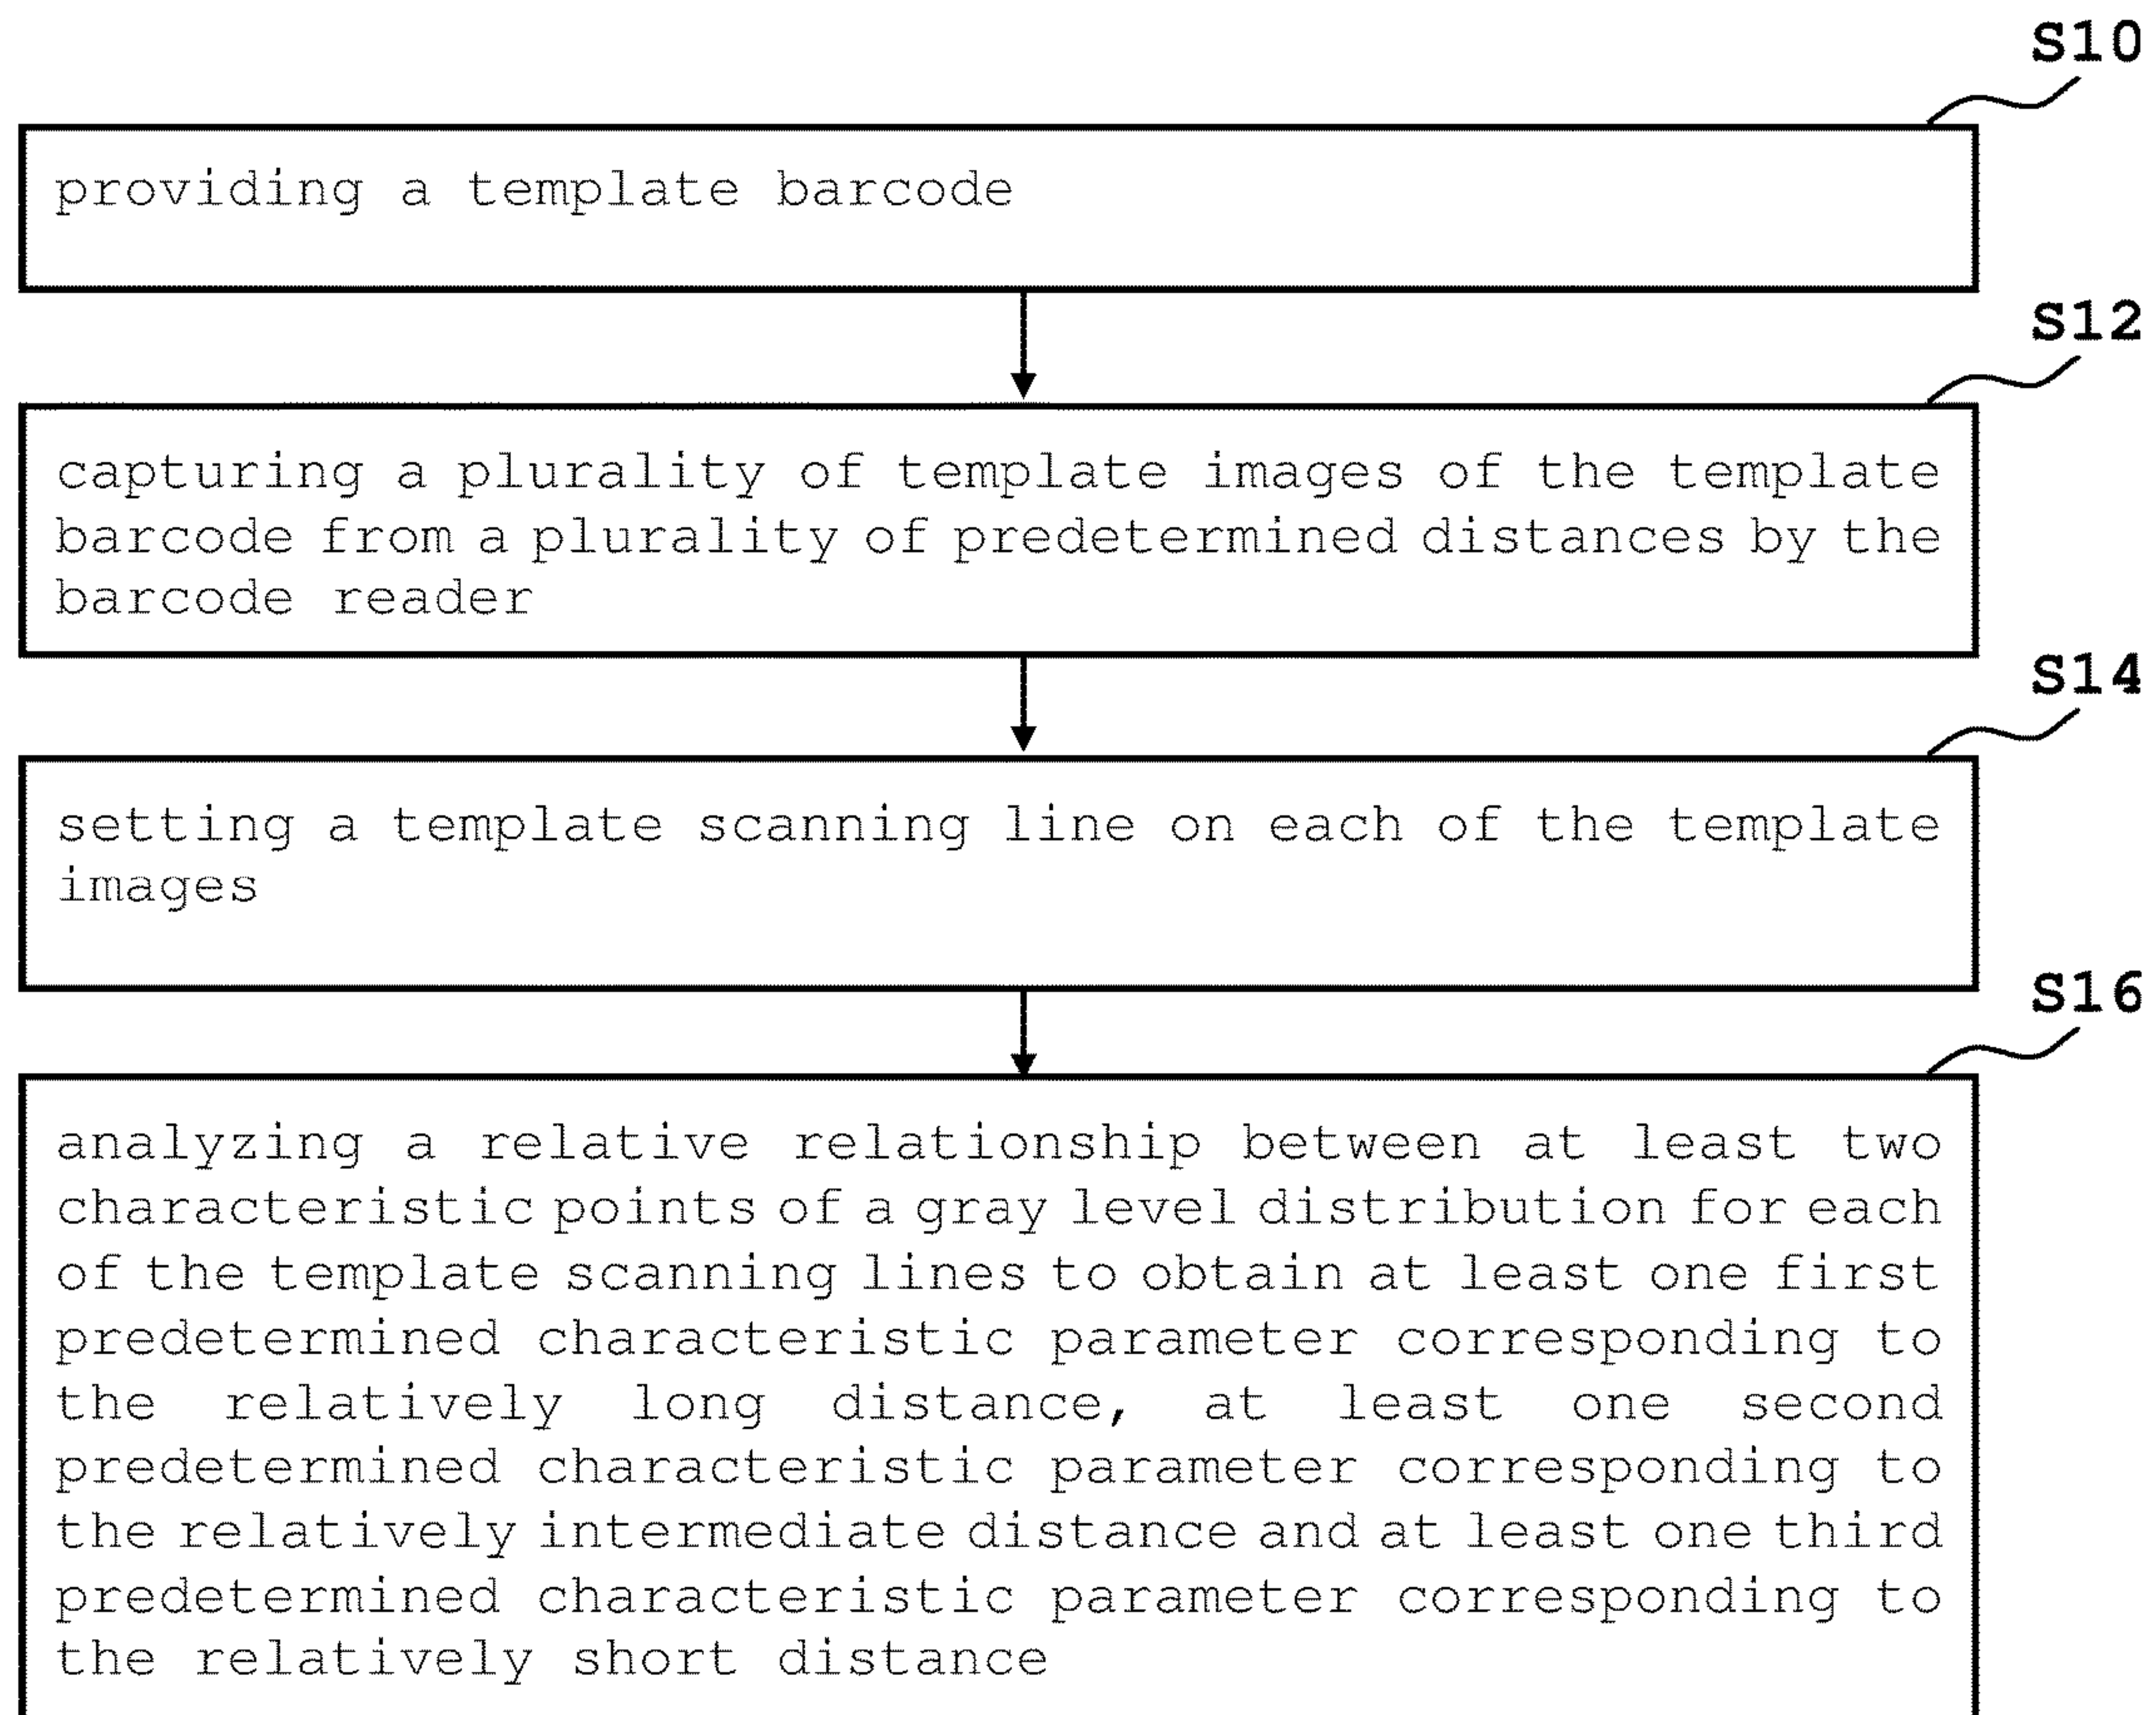 S10
providing a template barcode
S12
capturing a plurality of template images of the template
barcode from a plurality of predetermined distances by the
barcode reader
S14
setting a template scanning line on each of the template
images
S16
analyzing a relative relationship between at least two
characteristic points of a gray level distribution for each
of the template scanning lines to obtain at least one first
predetermined characteristic parameter corresponding to
the relatively long distance, at least one second
predetermined characteristic parameter corresponding to
the relatively intermediate distance and at least one third
predetermined characteristic parameter corresponding to
the relatively short distance